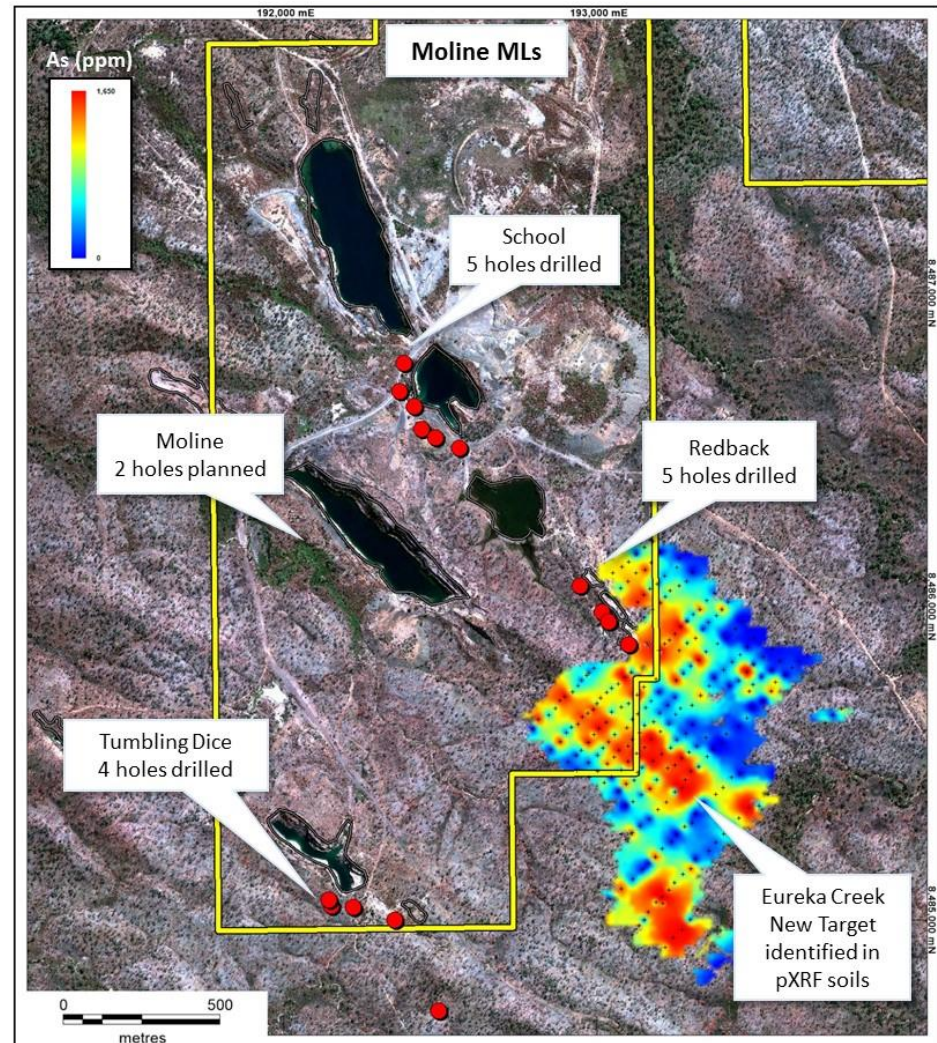 192,000 mE
193,000 mE
Moline MLs
As (ppm)
1,650
0
School
5 holes drilled
8,487,000 mN
Moline
2 holes planned
Redback
5 holes drilled
8,486,000 mN
Tumbling Dice
4 holes drilled
Eureka Creek
New Target
identified in
pXRF soils
8,485,000 mN
0
500
metres